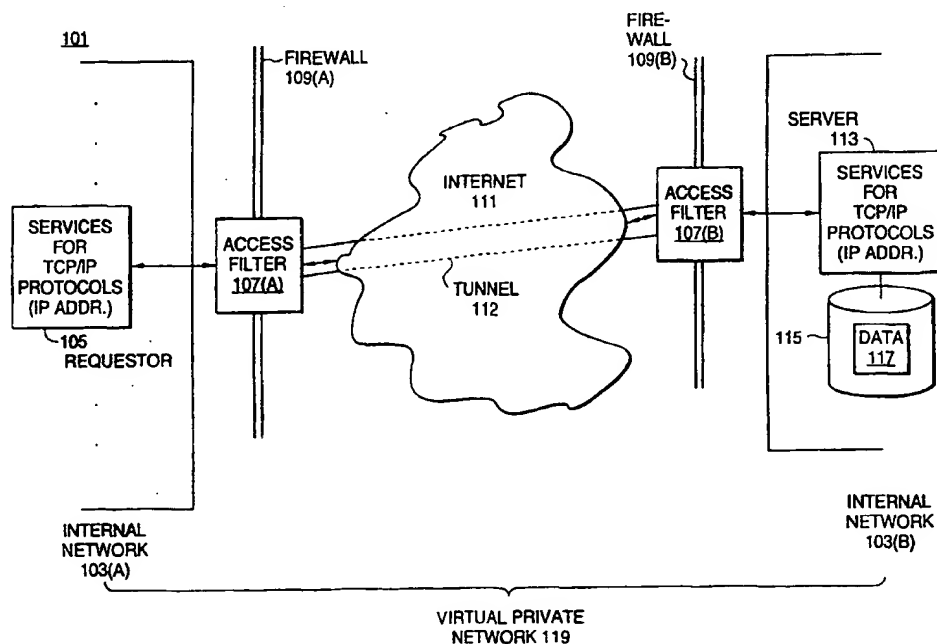 101
FIREWALL
109(A)
FIRE-
WALL
109(B)
SERVER
113
INTERNET
111
SERVICES
FOR
TCP/IP
PROTOCOLS
(IP ADDR.)
ACCESS
FILTER
107(A)
ACCESS
FILTER
107(B)
SERVICES
FOR
TCP/IP
PROTOCOLS
(IP ADDR.)
TUNNEL
112
105
REQUESTOR
115
DATA
117
INTERNAL
NETWORK
103(A)
INTERNAL
NETWORK
103(B)
VIRTUAL PRIVATE
NETWORK 119